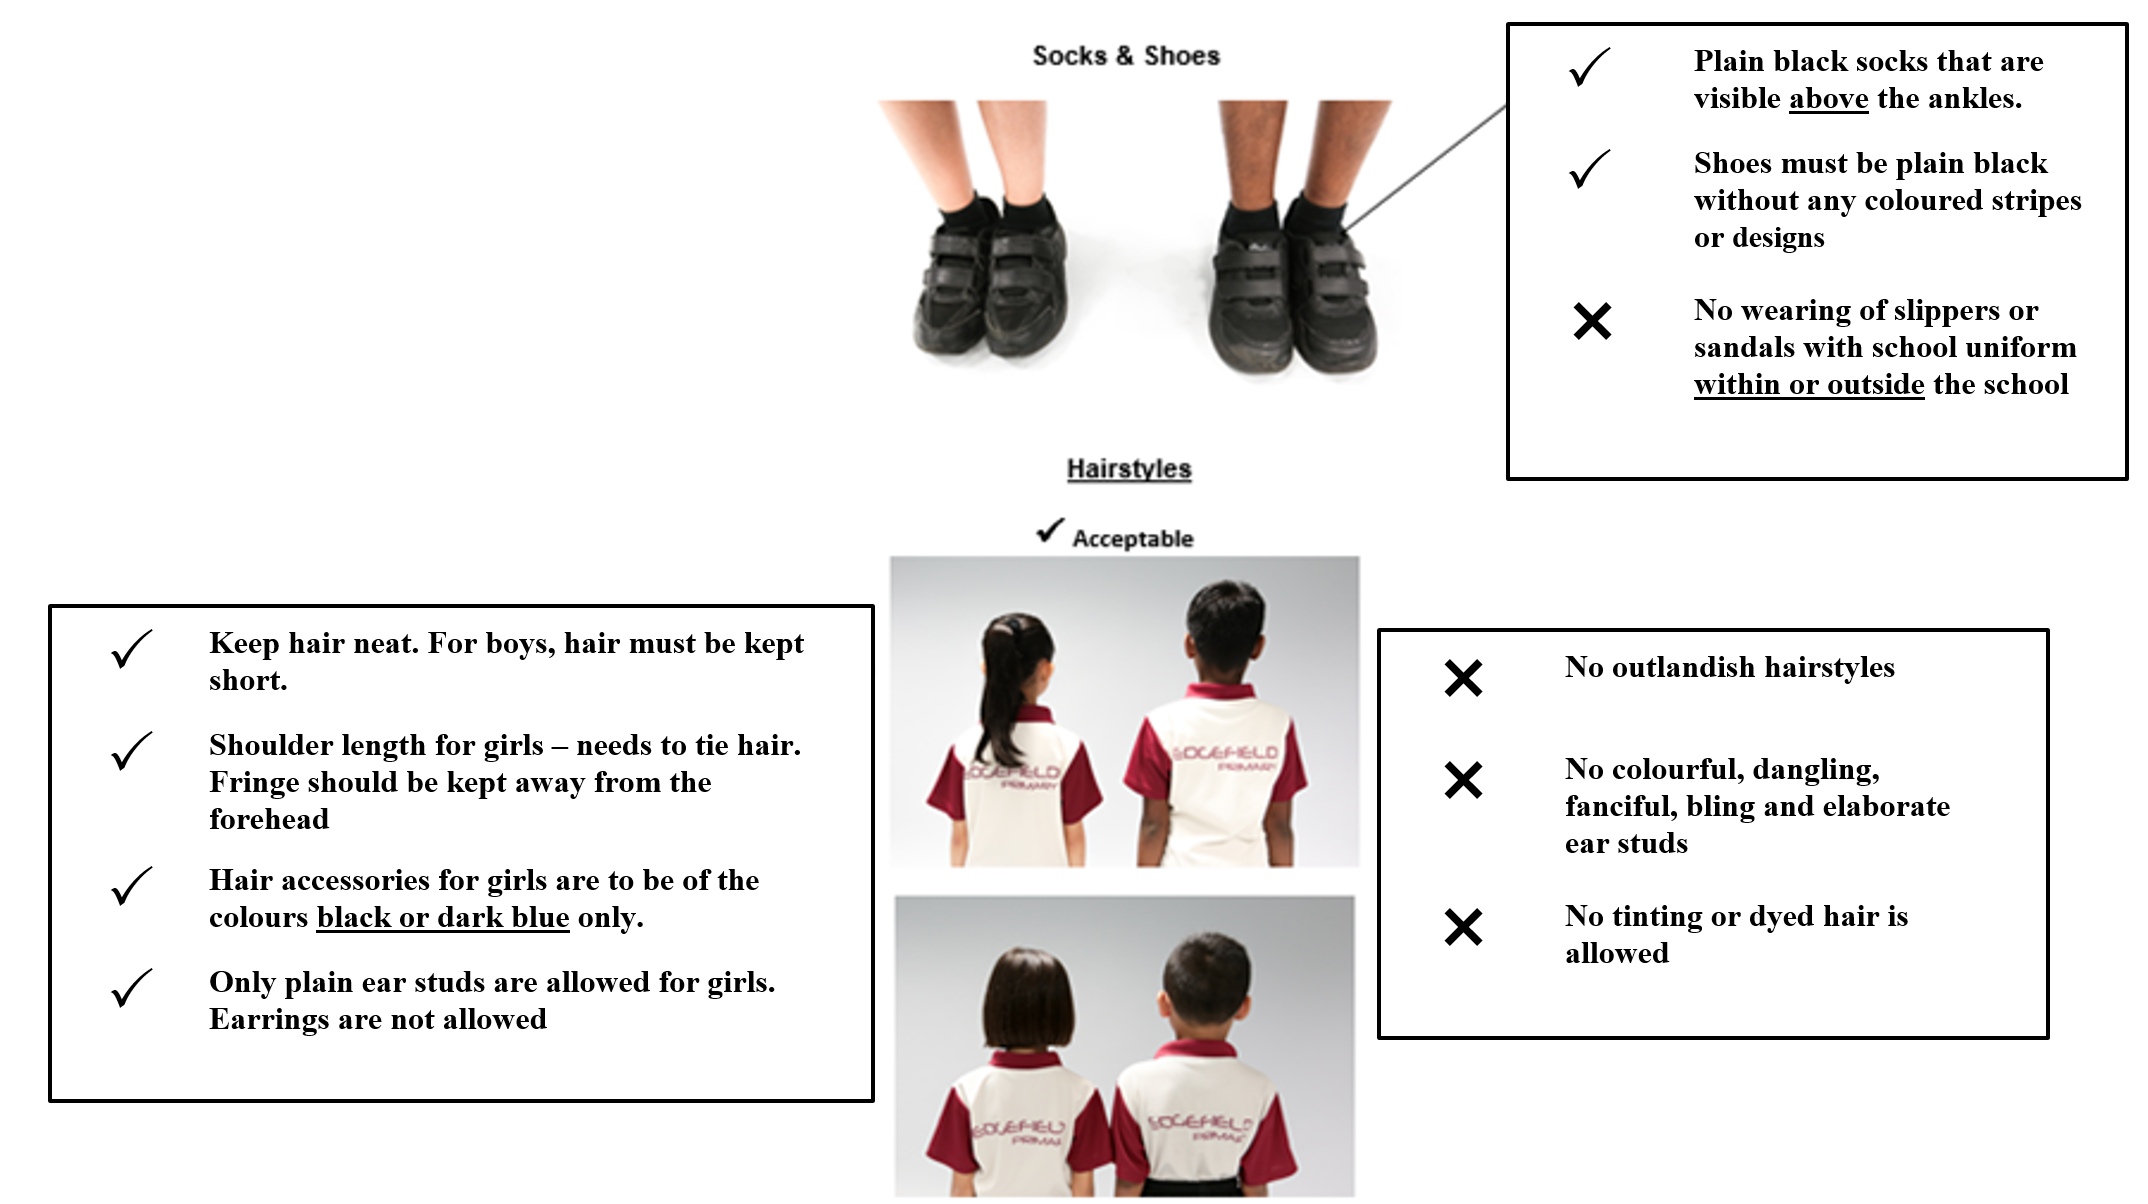 Socks & Shoes
Plain black socks that are
visible above the ankles.
Shoes must be plain black
without any coloured stripes
or designs
No wearing of slippers or
sandals with school uniform
within or outside the school
Hairstyles
Acceptable
Keep hair neat. For boys, hair must be kept
short.
Shoulder length for girls – needs to tie hair.
Fringe should be kept away from the
forehead
Hair accessories for girls are to be of the
colours black or dark blue only.
Only plain ear studs are allowed for girls.
Earrings are not allowed
EDGEFIELD
PRIMARY
EDGEFIELD
PRIMARY
EDGEFIELD
PRIMAR
EDGEFIELD
PRIMAR
No outlandish hairstyles
No colourful, dangling,
fanciful, bling and elaborate
ear studs
No tinting or dyed hair is
allowed